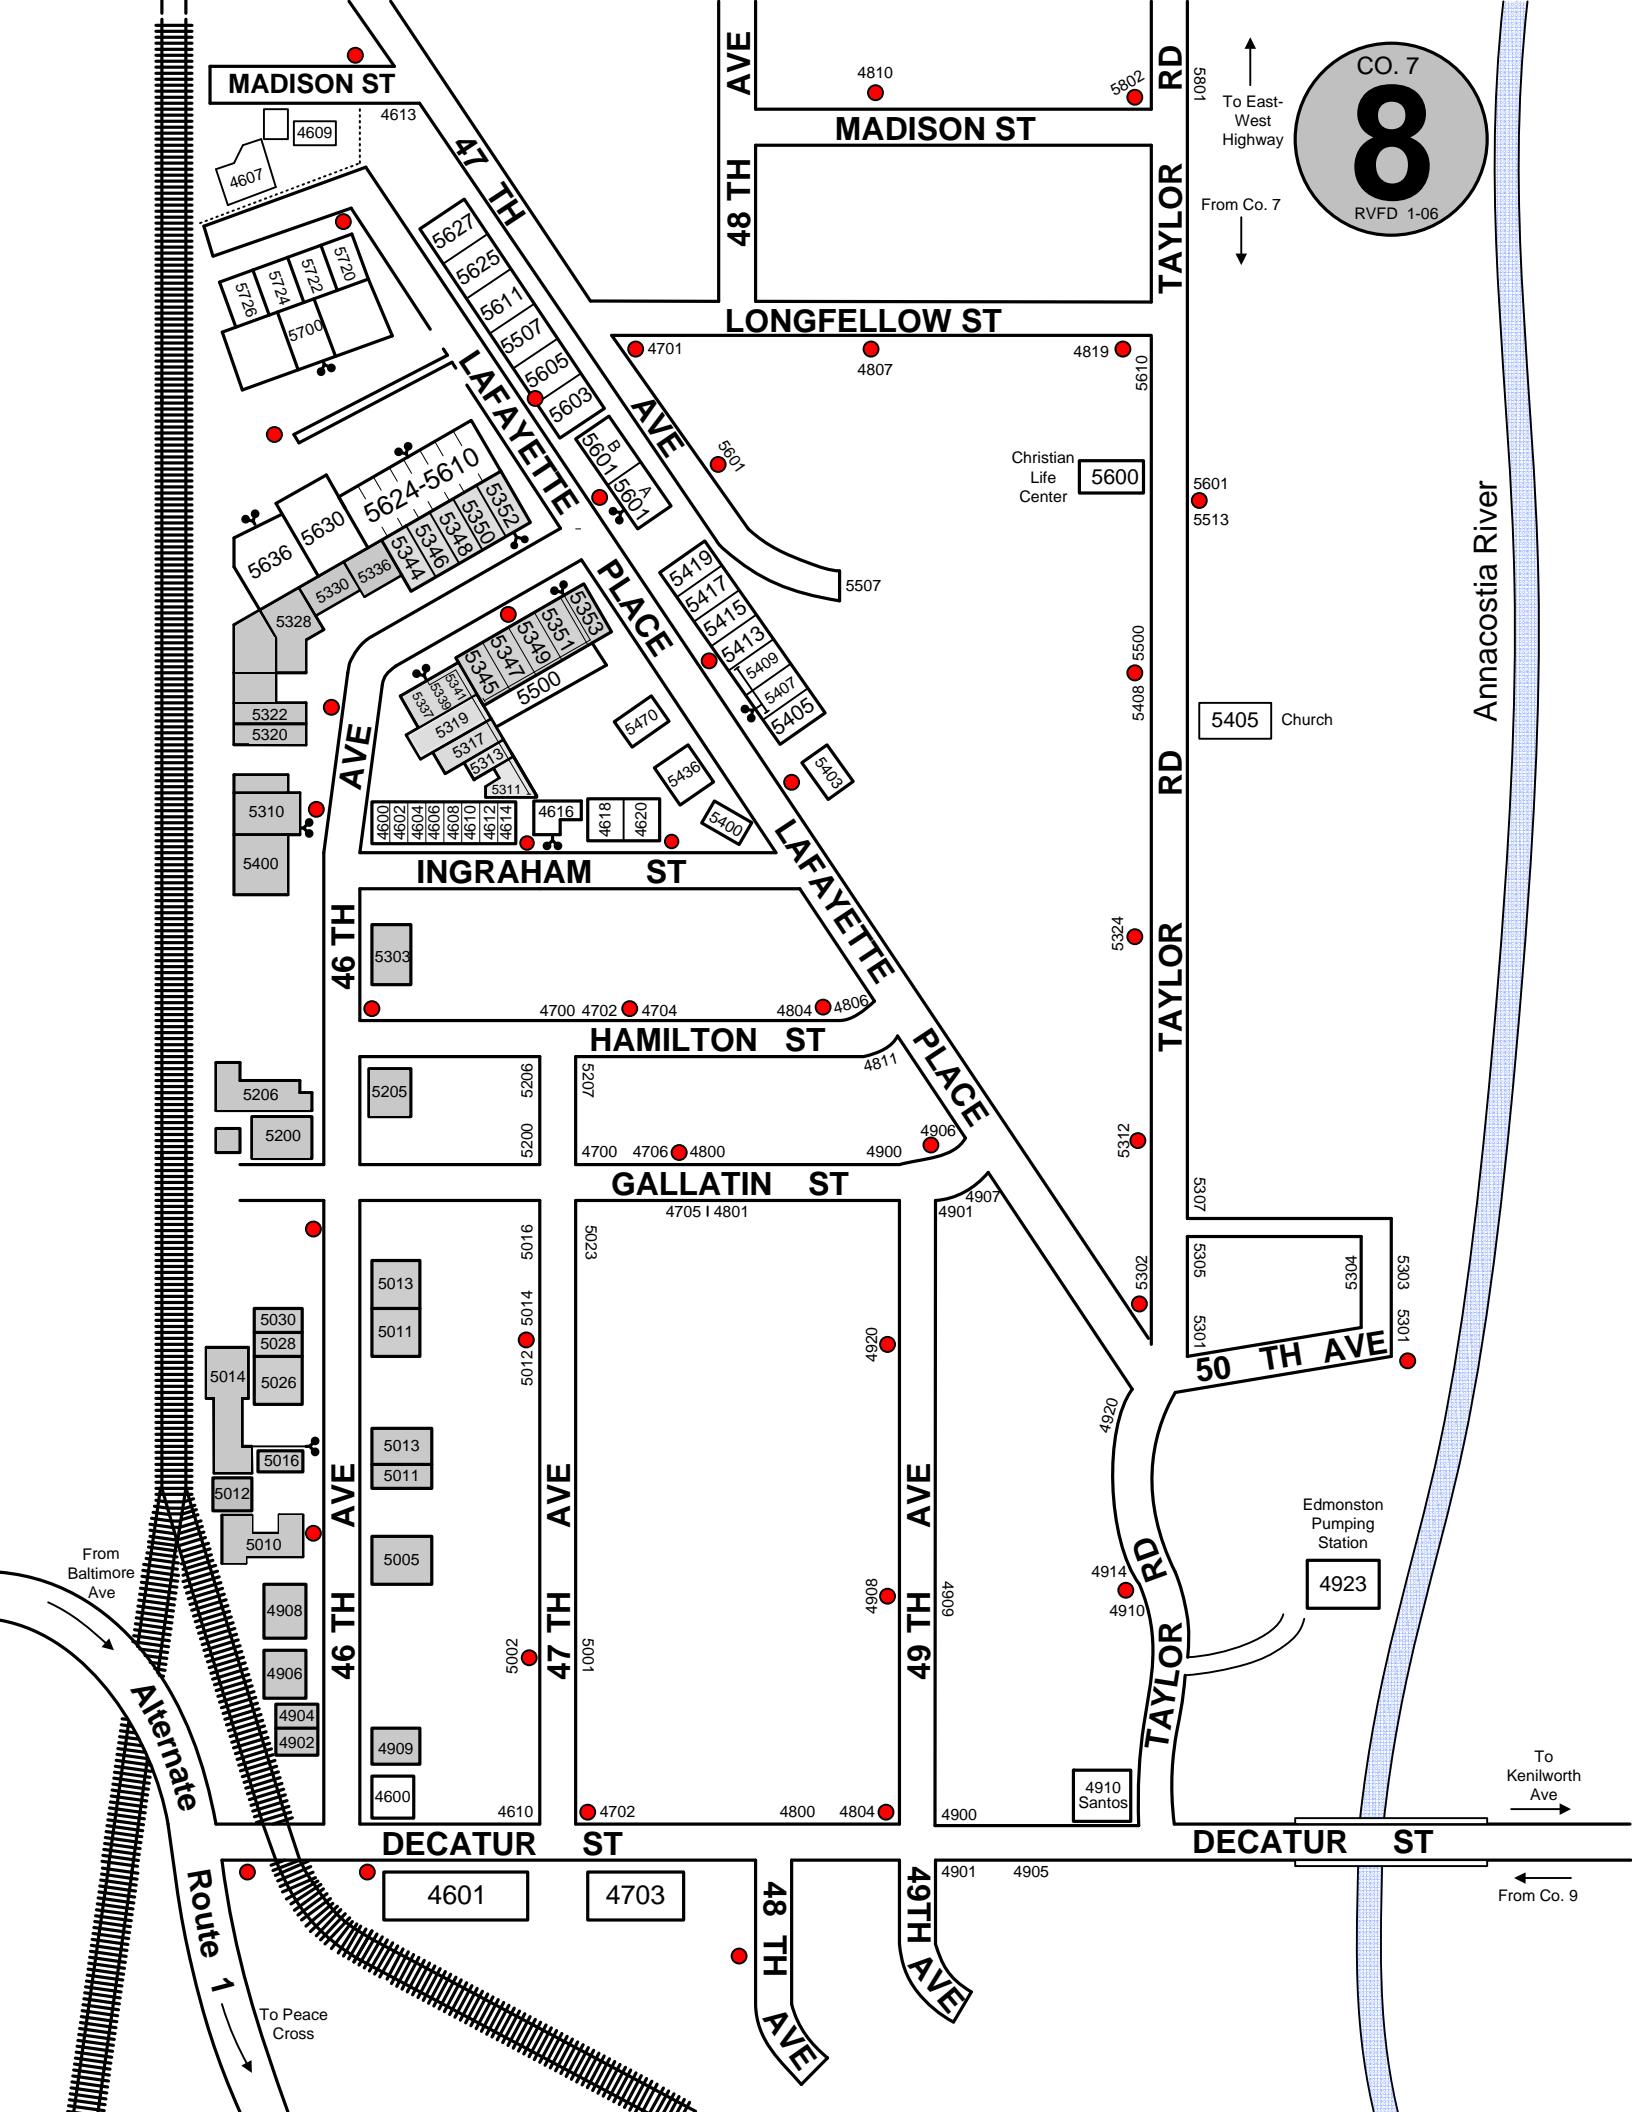 MADISON ST
4613
4609
4607
47 TH
AVE
48 TH
4810
5802
MADISON ST
RD
TAYLOR
5801
To East-
West
Highway
From Co. 7
CO. 7
8
RVFD 1-06
5726
5724
5722
5720
5700
5627
5625
5611
5507
5605
5603
B
5601
A
5601
LONGFELLOW ST
4701
4807
4819
5610
AVE
5601
LAFAYETTE
Christian
Life
Center
5600
5601
5513
5624-5610
5630
5636
5352
5350
5348
5346
5344
5336
5330
5328
5322
5320
5310
5400
5507
PLACE
5353
5351
5349
5347
5345
5500
5341
5339
5337
5319
5317
5313
5311
5419
5417
5415
5413
5409
5407
5405
5403
5470
5436
5400
5500
5408
5405
Church
Annacostia River
AVE
RD
4600
4602
4604
4606
4608
4610
4612
4614
4616
4618
4620
INGRAHAM ST
LAFAYETTE
46 TH
5303
5324
TAYLOR
4700 4702
4704
4804
4806
HAMILTON ST
PLACE
4811
5206
5200
5205
5206
5200
5207
4700
4706
4800
4900
4906
5312
GALLATIN ST
4705 I 4801
4901
4907
5307
5305
5301
5304
5303
5301
5302
50 TH AVE
5016
5014
5012
5023
5013
5011
4920
4920
5030
5028
5026
5014
5016
5012
5010
5013
5011
5005
AVE
AVE
AVE
RD
Edmonston
Pumping
Station
4923
From
Baltimore
Ave
4908
4906
4904
4902
46 TH
5002
47 TH
5001
4908
49 TH
4909
4914
4910
TAYLOR
Alternate
4909
4600
4610
4702
4800
4804
4900
4910
Santos
To
Kenilworth
Ave
DECATUR ST
DECATUR ST
Route 1
4601
4703
48 TH AVE
49TH AVE
4901
4905
From Co. 9
To Peace
Cross